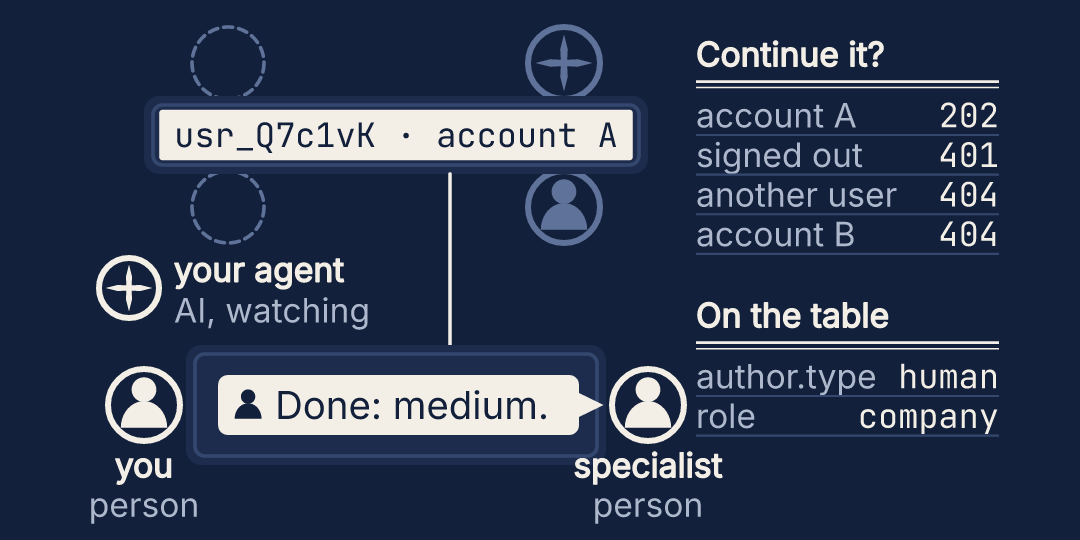 usr_Q7c1vK · account A
your agent
AI, watching
Done: medium.
you
person
specialist
person
Continue it?
account A 202
signed out 401
another user 404
account B 404
On the table
author.type human
role company